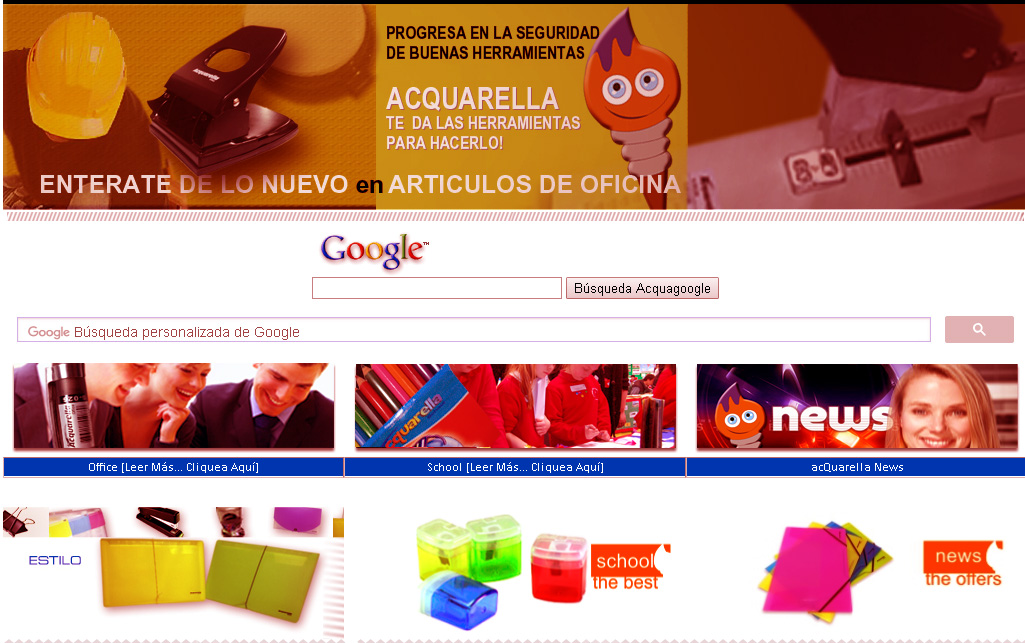 PROGRESA EN LA SEGURIDAD
DE BUENAS HERRAMIENTAS
Acquarella
ACQUARELLA
TE DA LAS HERRAMIENTAS
PARA HACERLO!
ENTERATE DE LO NUEVO en ARTICULOS DE OFICINA
Google™
Búsqueda Acquagoogle
Google Búsqueda personalizada de Google
Acquarella
cquarella
news
Office [Leer Más... Cliquea Aquí]
School [Leer Más... Cliquea Aquí]
acQuarella News
ESTILO
school
the best
news
the offers